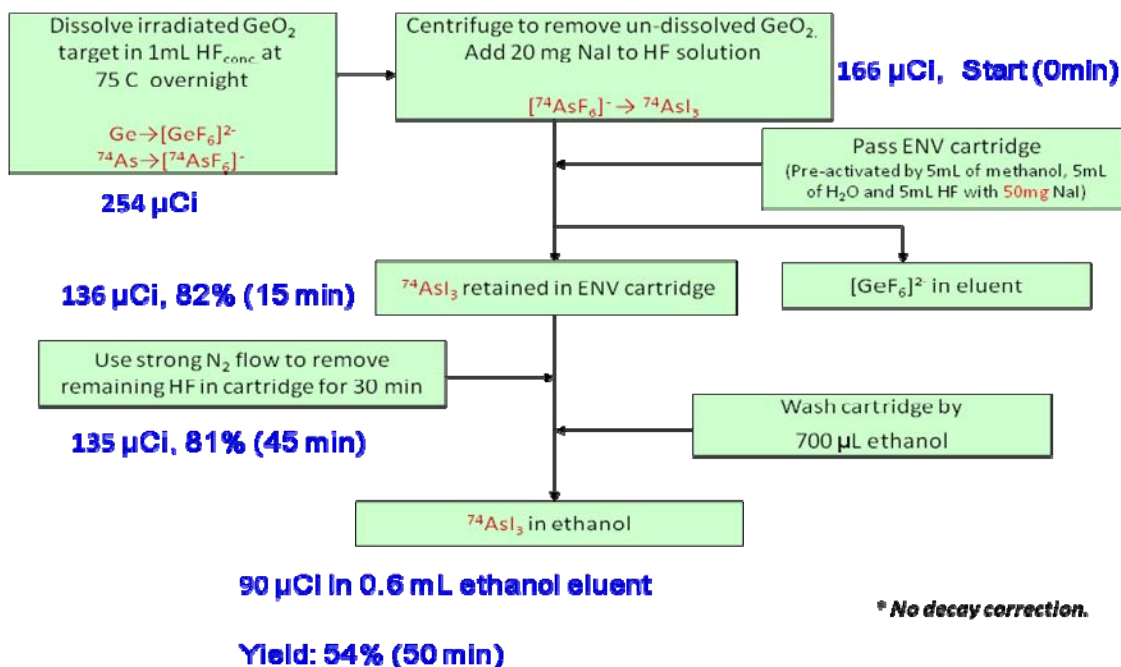 Dissolve irradiated GeO₂
target in 1mL HFconc. at
75 C overnight
Ge→[GeF₆]²⁻
⁷⁴As→[⁷⁴AsF₆]⁻
254 µCi
Centrifuge to remove un-dissolved GeO₂.
Add 20 mg NaI to HF solution
[⁷⁴AsF₆]⁻→ ⁷⁴AsI₃
166 µCi, Start (0min)
Pass ENV cartridge
(Pre-activated by 5mL of methanol, 5mL
of H₂O and 5mL HF with 50mg NaI)
136 µCi, 82% (15 min)
⁷⁴AsI₃ retained in ENV cartridge
[GeF₆]²⁻ in eluent
Use strong N₂ flow to remove
remaining HF in cartridge for 30 min
135 µCi, 81% (45 min)
Wash cartridge by
700 µL ethanol
⁷⁴AsI₃ in ethanol
90 µCi in 0.6 mL ethanol eluent
* No decay correction.
Yield: 54% (50 min)